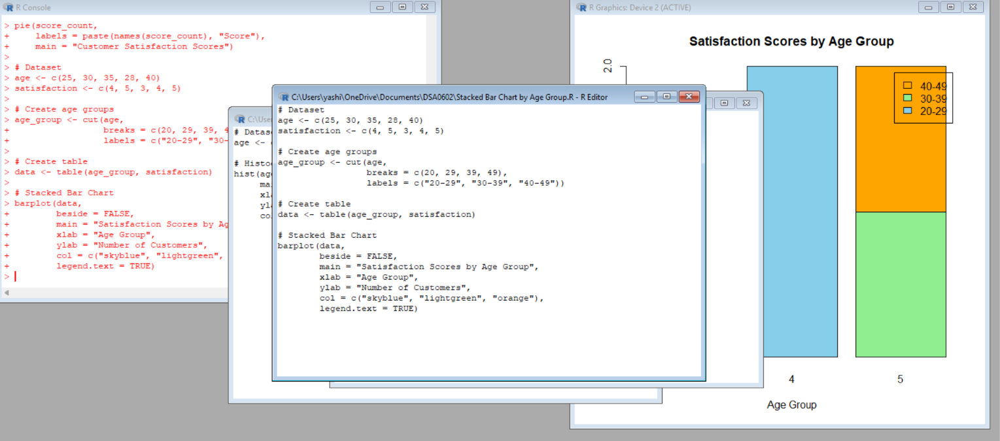 R Console
> pie(score_count,
+     labels = paste(names(score_count), "Score"),
+     main = "Customer Satisfaction Scores")
>
> # Dataset
> age <- c(25, 30, 35, 28, 40)
> satisfaction <- c(4, 5, 3, 4, 5)
>
> # Create age groups
> age_group <- cut(age,
+                  breaks = c(20, 29, 39, 4
+                  labels = c("20-29", "30-
>
> # Create table
> data <- table(age_group, satisfaction)
>
> # Stacked Bar Chart
> barplot(data,
+         beside = FALSE,
+         main = "Satisfaction Scores by Ag
+         xlab = "Age Group",
+         ylab = "Number of Customers",
+         col = c("skyblue", "lightgreen",
+         legend.text = TRUE)
>
C:\Use
# Datas
age <-
# Histo
hist(ag
ma
xl
yl
co
C:\Users\yashi\OneDrive\Documents\DSA0602\Stacked Bar Chart by Age Group.R - R Editor
# Dataset
age <- c(25, 30, 35, 28, 40)
satisfaction <- c(4, 5, 3, 4, 5)
# Create age groups
age_group <- cut(age,
                 breaks = c(20, 29, 39, 49),
                 labels = c("20-29", "30-39", "40-49"))
# Create table
data <- table(age_group, satisfaction)
# Stacked Bar Chart
barplot(data,
        beside = FALSE,
        main = "Satisfaction Scores by Age Group",
        xlab = "Age Group",
        ylab = "Number of Customers",
        col = c("skyblue", "lightgreen", "orange"),
        legend.text = TRUE)
R Graphics: Device 2 (ACTIVE)
Satisfaction Scores by Age Group
2.0
40-49
30-39
20-29
4 5
Age Group